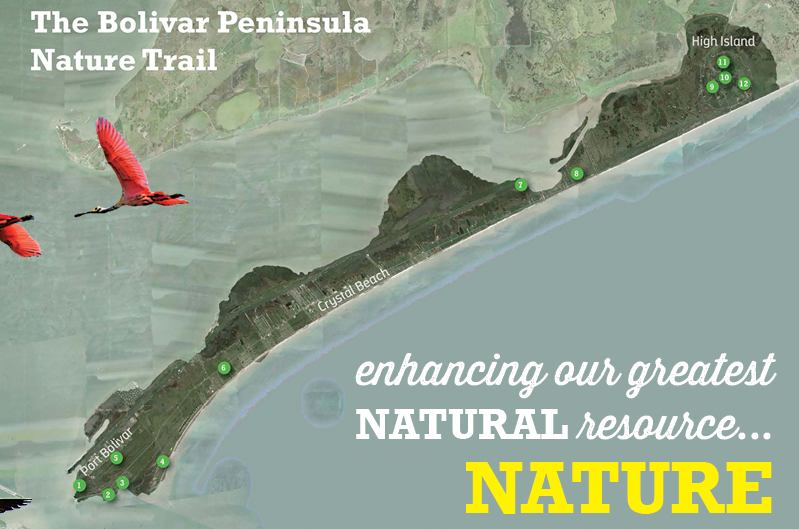 The Bolivar Peninsula
Nature Trail
High Island
11
10
9
12
8
7
Crystal Beach
6
Port Bolivar
5
4
1
3
2
enhancing our greatest
NATURAL resource...
NATURE